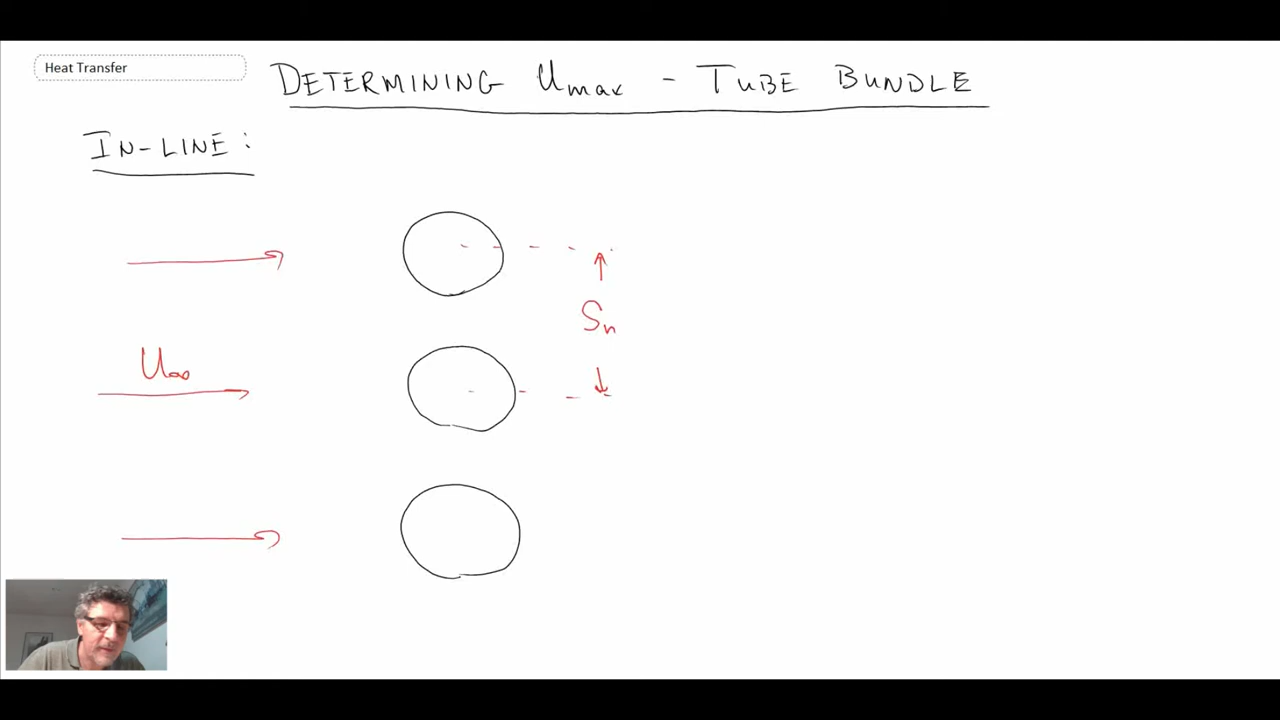 Heat Transfer
DETERMINING Umax - TUBE BUNDLE
IN-LINE:
Sn
U∞